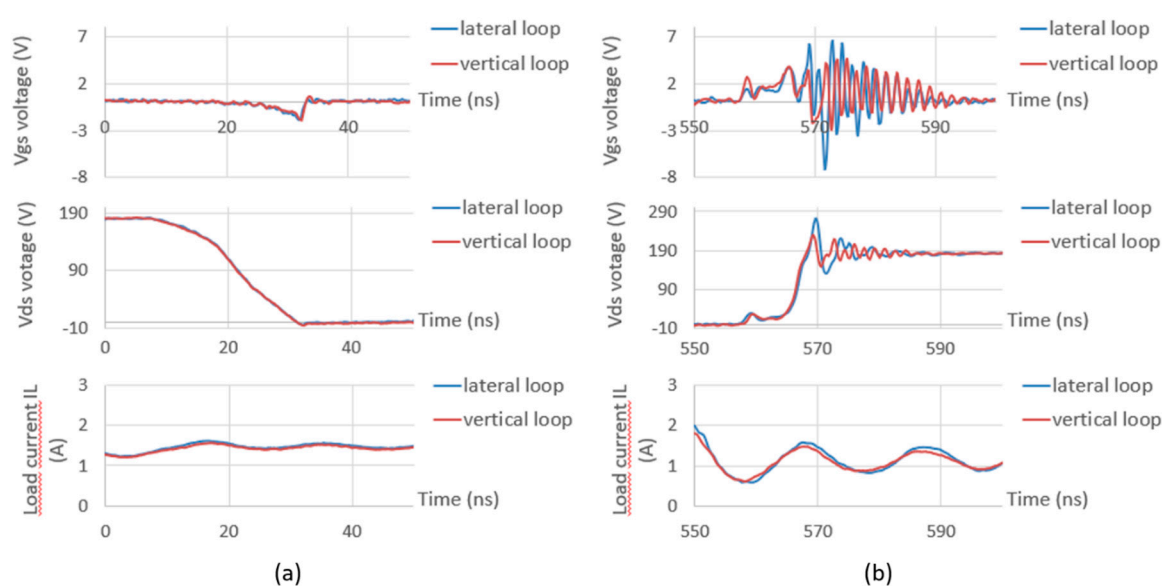 Vgs voltage (V)
7
2
-3
-8
0
20
40
Time (ns)
lateral loop
vertical loop
Vds votage (V)
190
90
-10
0
20
40
Time (ns)
lateral loop
vertical loop
Load current IL
(A)
3
2
1
0
0
20
40
Time (ns)
lateral loop
vertical loop
(a)
Vgs voltage (V)
7
2
-3
-8
550
570
590
Time (ns)
lateral loop
vertical loop
Vds votage (V)
290
190
90
-10
550
570
590
Time (ns)
lateral loop
vertical loop
Load current IL
(A)
3
2
1
0
550
570
590
Time (ns)
lateral loop
vertical loop
(b)